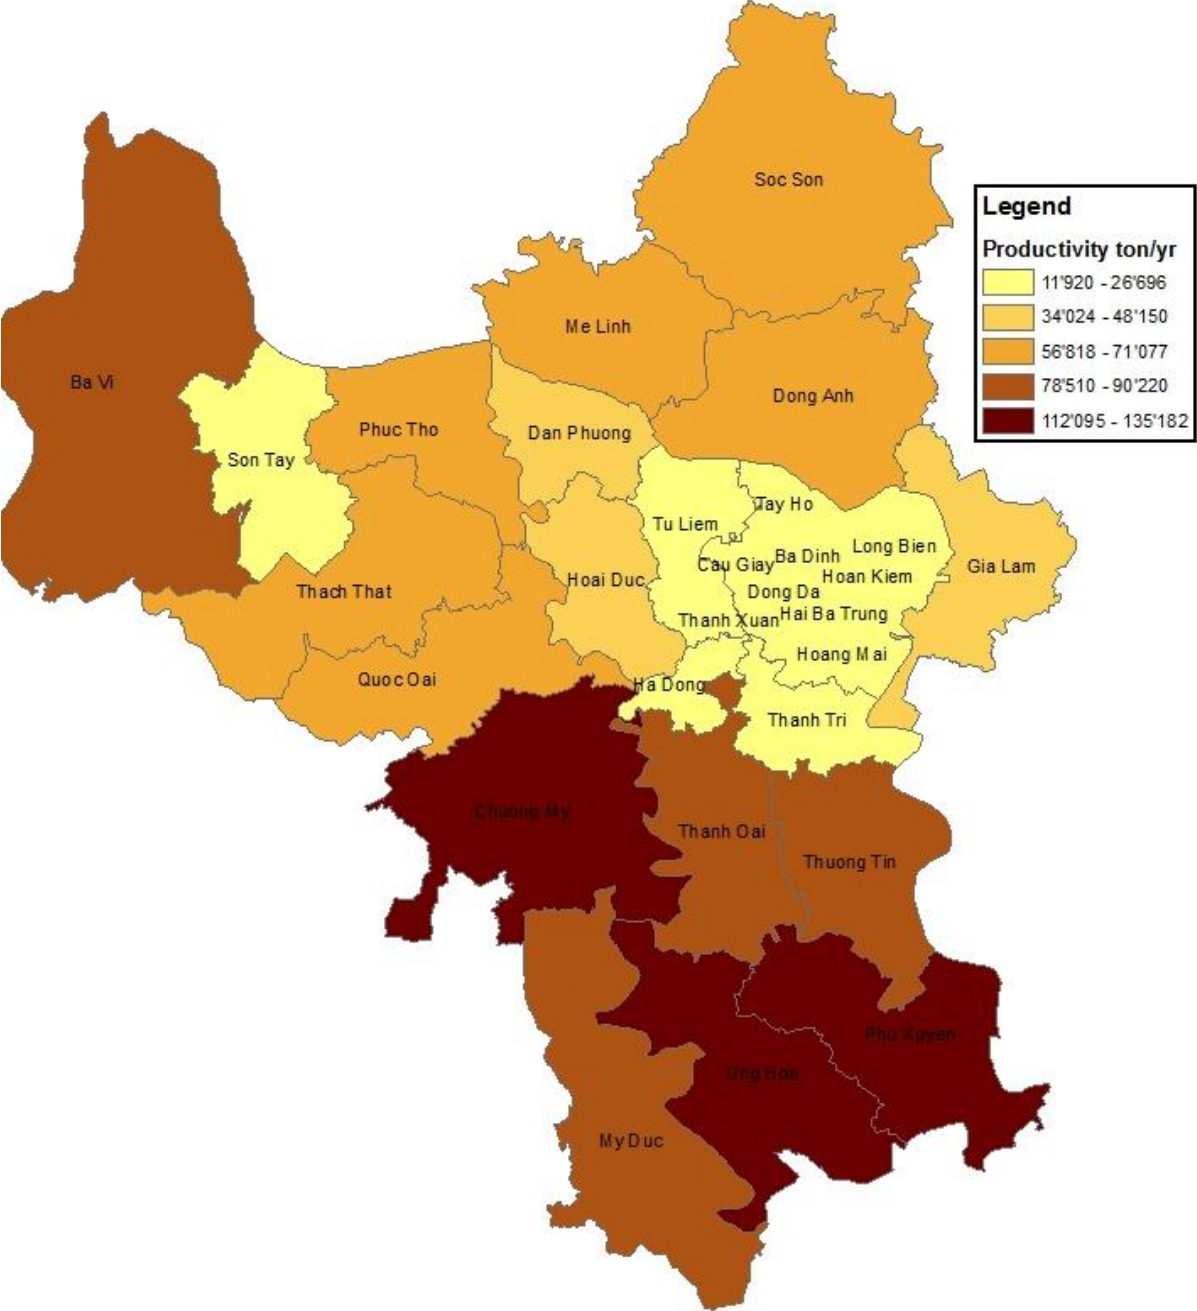 Soc Son
Legend
Productivity ton/yr
11'920 - 26'696
34'024 - 48'150
56'818 - 71'077
78'510 - 90'220
112'095 - 135'182
Me Linh
Ba Vi
Dong Anh
Phuc Tho
Dan Phuong
Son Tay
Tay Ho
Tu Liem
Long Bien
Ba Dinh
Cau Giay
Gia Lam
Hoan Kiem
Hoai Duc
Thach That
Dong Da
Hai Ba Trung
Thanh Xuan
Hoang Mai
Quoc Oai
Ha Dong
Thanh Tri
Chuong My
Thanh Oai
Thuong Tin
Phu Xuyen
Ung Hoa
My Duc